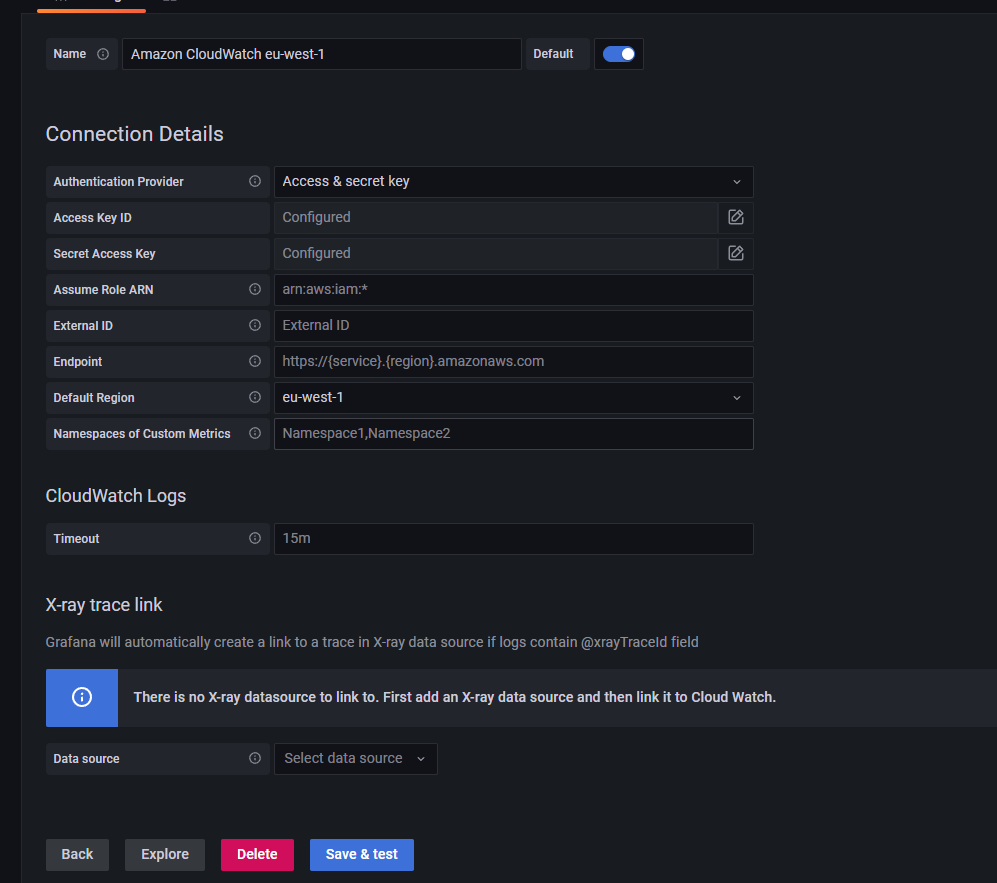 Name Amazon CloudWatch eu-west-1 Default
Connection Details
Authentication Provider Access & secret key
Access Key ID Configured
Secret Access Key Configured
Assume Role ARN arn:aws:iam:*
External ID External ID
Endpoint https://{service}.{region}.amazonaws.com
Default Region eu-west-1
Namespaces of Custom Metrics Namespace1,Namespace2
CloudWatch Logs
Timeout 15m
X-ray trace link
Grafana will automatically create a link to a trace in X-ray data source if logs contain @xrayTraceId field
There is no X-ray datasource to link to. First add an X-ray data source and then link it to Cloud Watch.
Data source Select data source
Back Explore Delete Save & test